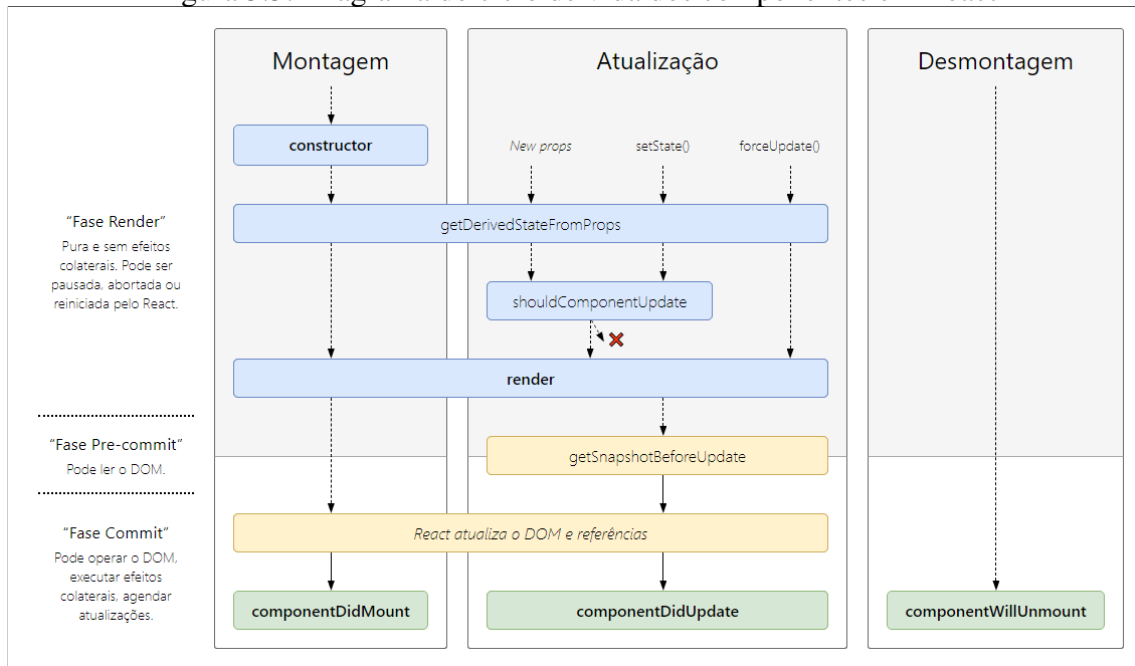 Montagem
Atualização
Desmontagem
constructor
New props
setState()
forceUpdate()
"Fase Render"
Pura e sem efeitos
colaterais. Pode ser
pausada, abortada ou
reiniciada pelo React.
getDerivedStateFromProps
shouldComponentUpdate
render
"Fase Pre-commit"
Pode ler o DOM.
getSnapshotBeforeUpdate
"Fase Commit"
Pode operar o DOM,
executar efeitos
colaterais, agendar
atualizações.
React atualiza o DOM e referências
componentDidMount
componentDidUpdate
componentWillUnmount